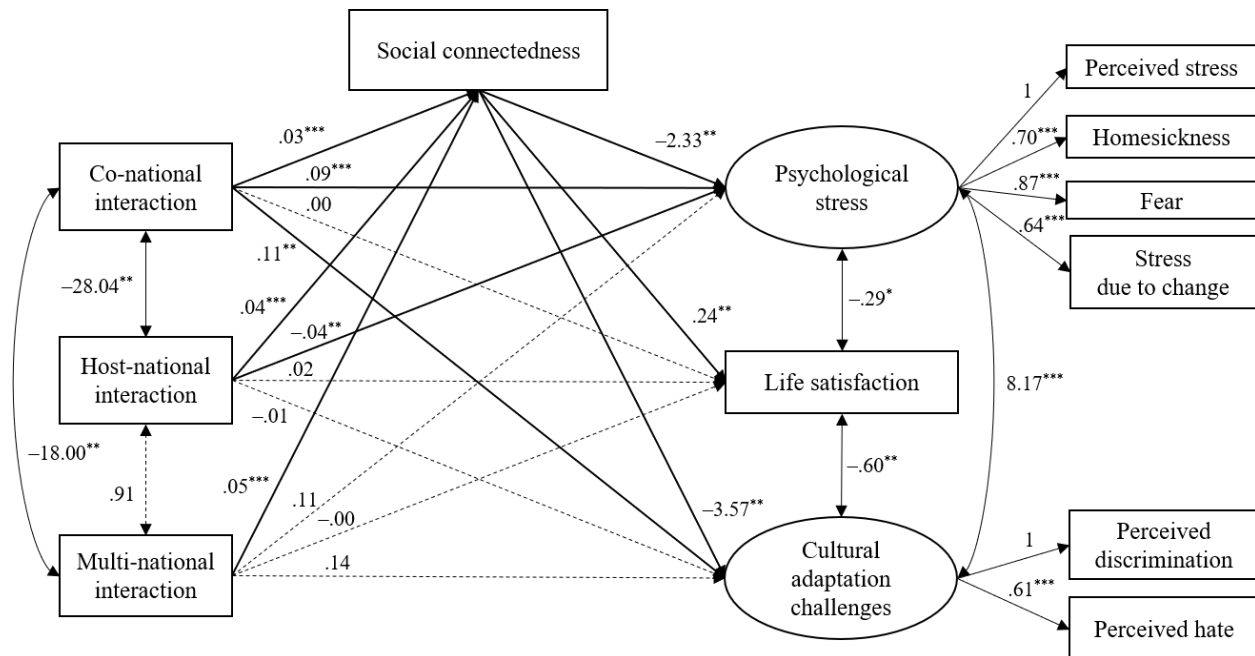 Social connectedness
Perceived stress
1
.03***
−2.33**
.70***
Homesickness
Co-national
interaction
.09***
Psychological
stress
.87***
Fear
.00
.64***
Stress
due to change
.11**
−28.04**
.04***
.24**
−.29*
−.04**
Host-national
interaction
.02
Life satisfaction
8.17***
−.01
−18.00**
−.60**
.91
.05***
.11
−3.57**
−.00
Multi-national
interaction
.14
Cultural
adaptation
challenges
1
Perceived
discrimination
.61***
Perceived hate